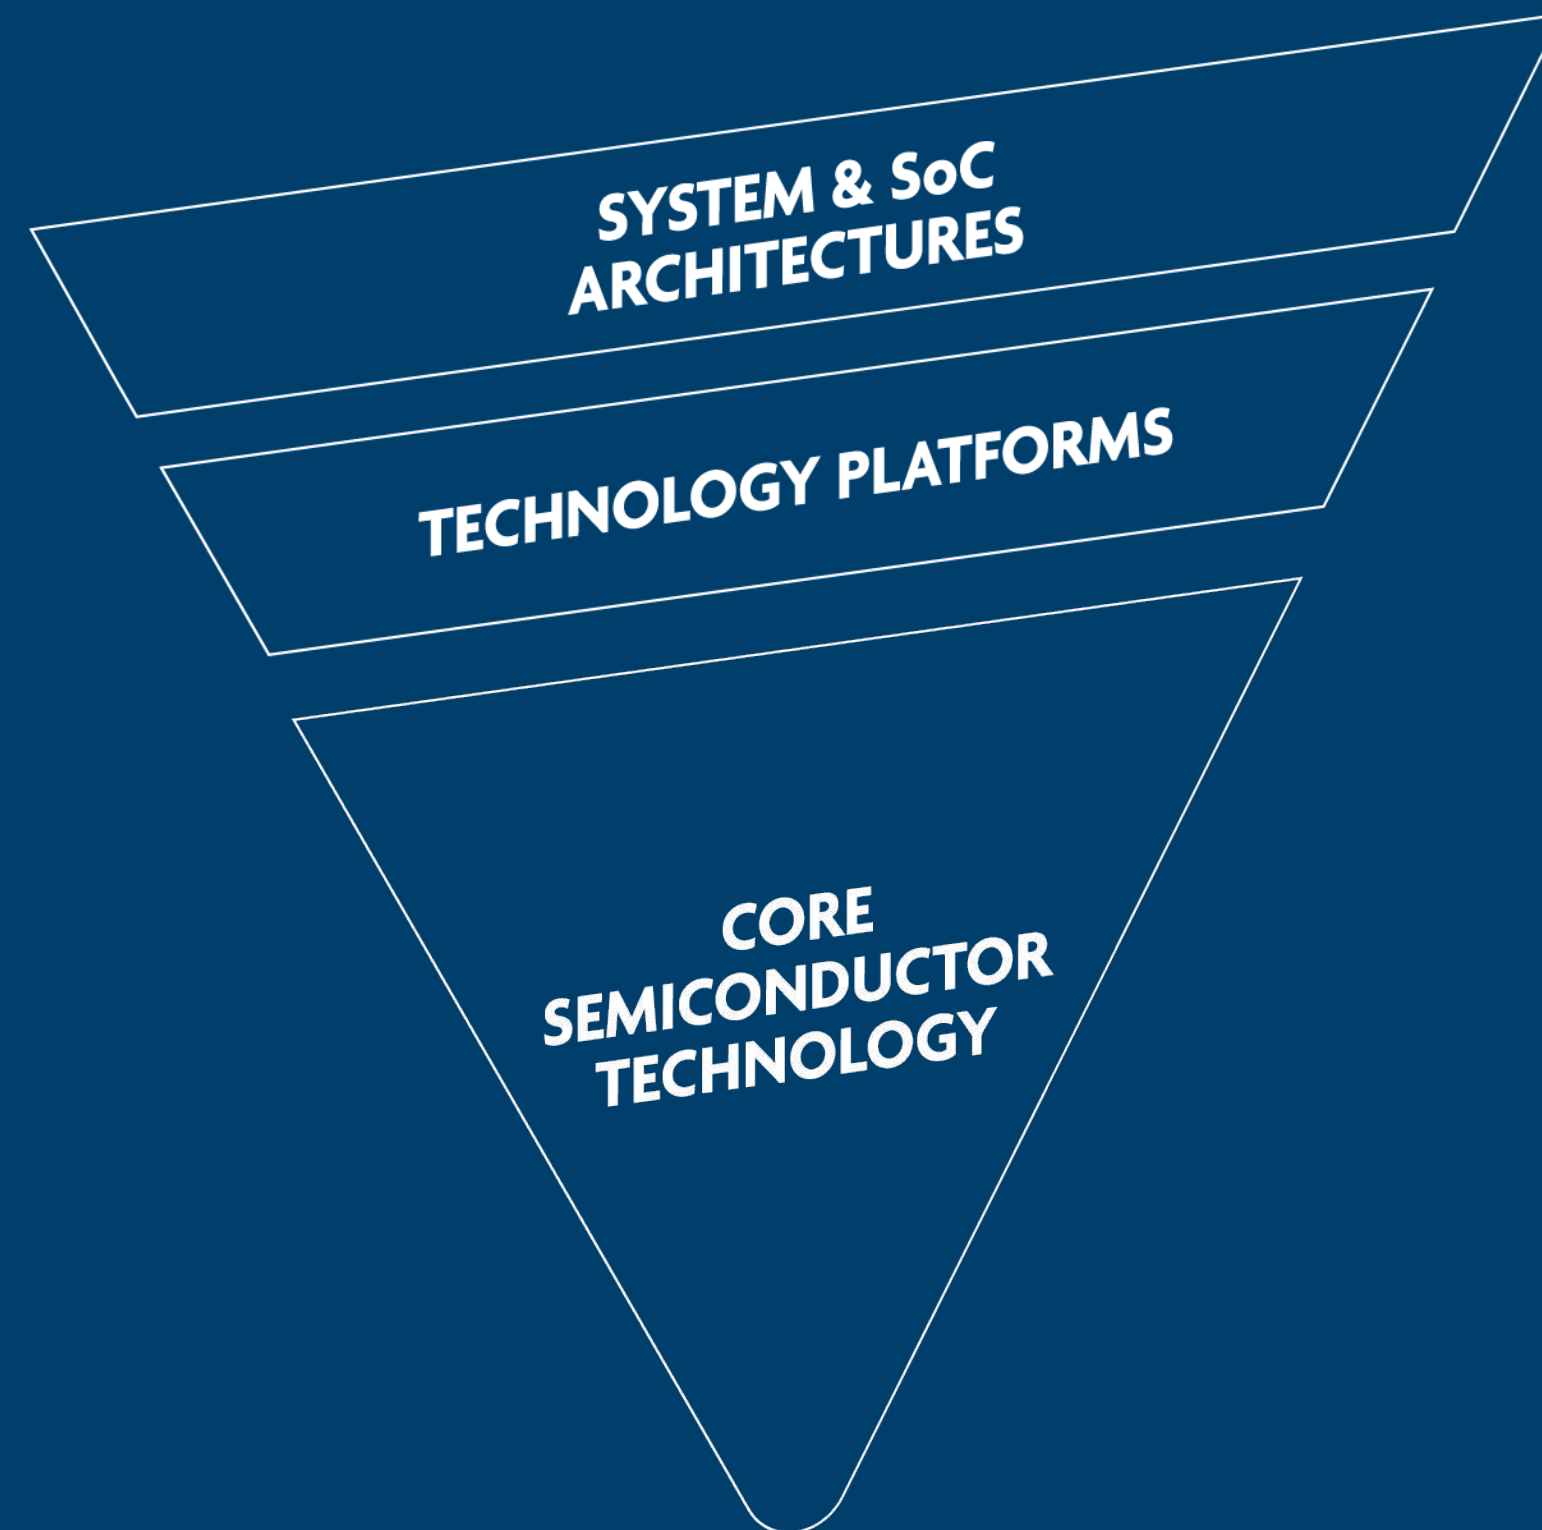 SYSTEM & SoC
ARCHITECTURES
TECHNOLOGY PLATFORMS
CORE
SEMICONDUCTOR
TECHNOLOGY